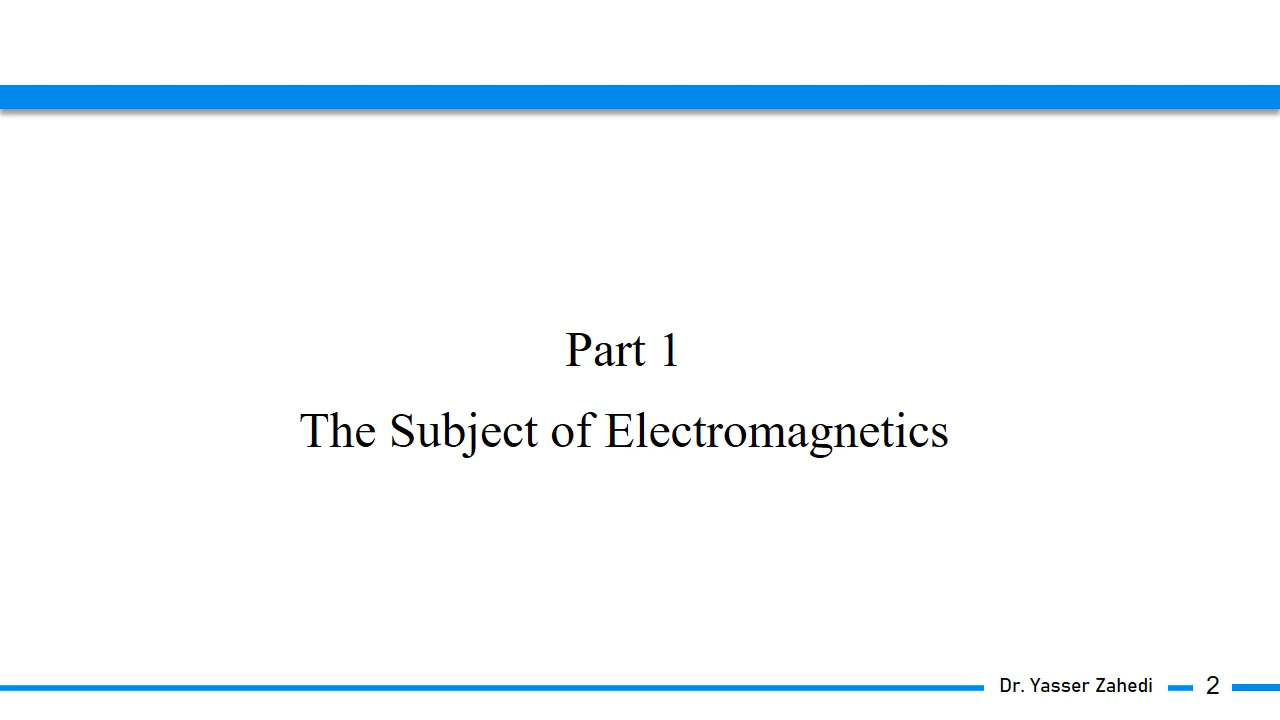 Part 1
The Subject of Electromagnetics
Dr. Yasser Zahedi 2